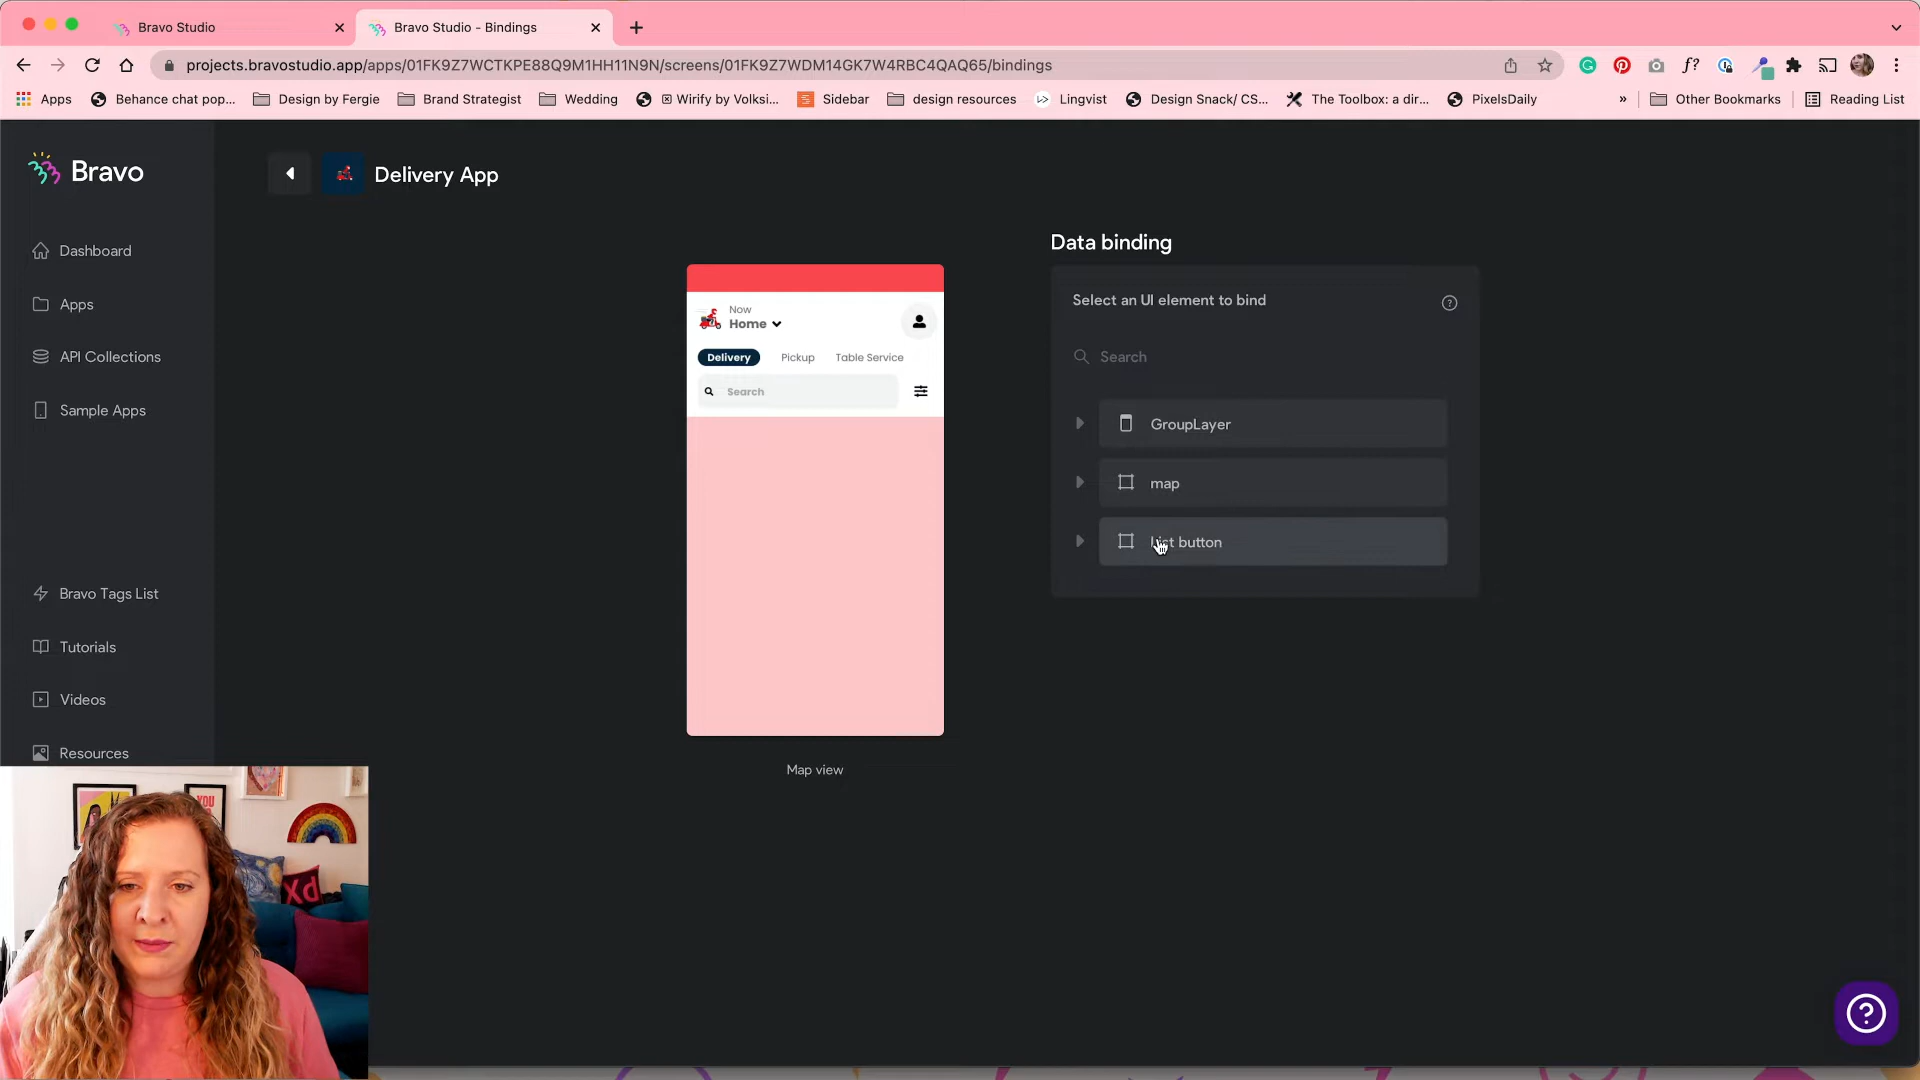 Bravo Studio
Bravo Studio - Bindings
projects.bravostudio.app/apps/01FK9Z7WCTKPE88Q9M1HH11N9N/screens/01FK9Z7WDM14GK7W4RBC4QAQ65/bindings
f?
Apps
Behance chat pop...
Design by Fergie
Brand Strategist
Wedding
Wirify by Volksi...
Sidebar
design resources
Lingvist
Design Snack/ CS...
The Toolbox: a dir...
PixelsDaily
»
Other Bookmarks
Reading List
Bravo
Delivery App
Dashboard
Apps
API Collections
Sample Apps
Bravo Tags List
Tutorials
Videos
Resources
Now
Home
Delivery
Pickup
Table Service
Search
Map view
Data binding
Select an UI element to bind
?
Search
GroupLayer
map
button
YOU
Xd
?